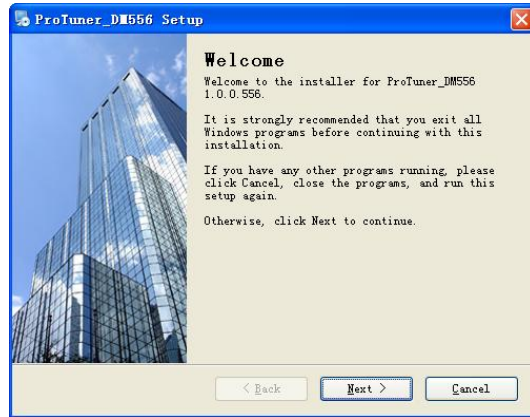 ProTuner_DM556 Setup
Welcome
Welcome to the installer for ProTuner_DM556
1.0.0.556.
It is strongly recommended that you exit all
Windows programs before continuing with this
installation.
If you have any other programs running, please
click Cancel, close the programs, and run this
setup again.
Otherwise, click Next to continue.
< Back
Next >
Cancel